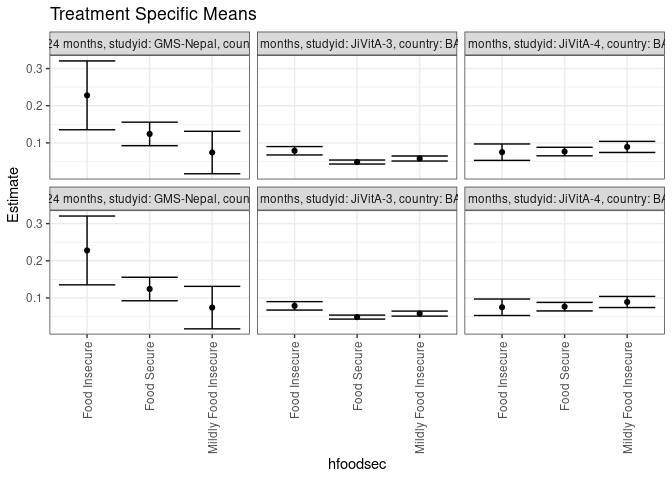 Treatment Specific Means
24 months, studyid: GMS-Nepal, coun
months, studyid: JiVitA-3, country: BA
months, studyid: JiVitA-4, country: BA
0.3
0.2
0.1
24 months, studyid: GMS-Nepal, coun
months, studyid: JiVitA-3, country: BA
months, studyid: JiVitA-4, country: BA
0.3
0.2
0.1
Estimate
Food Insecure
Food Secure
Mildly Food Insecure
Food Insecure
Food Secure
Mildly Food Insecure
Food Insecure
Food Secure
Mildly Food Insecure
hfoodsec